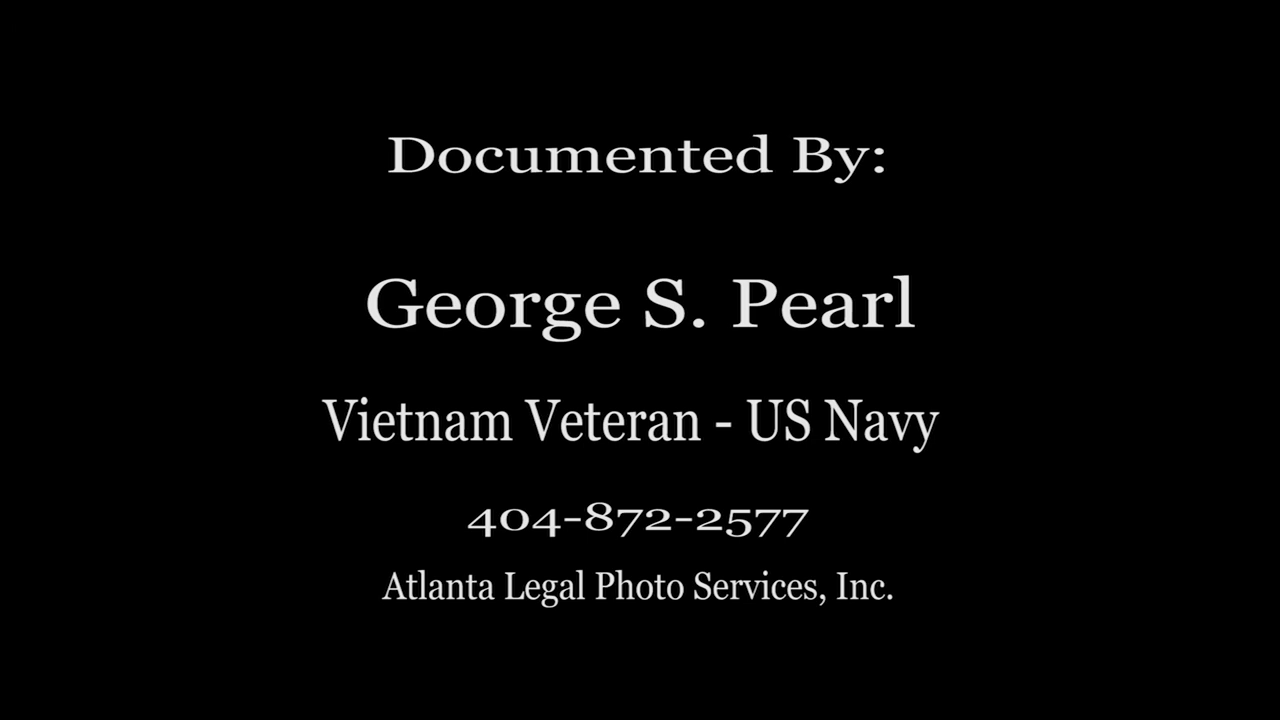 Documented By:
George S. Pearl
Vietnam Veteran - US Navy
404-872-2577
Atlanta Legal Photo Services, Inc.